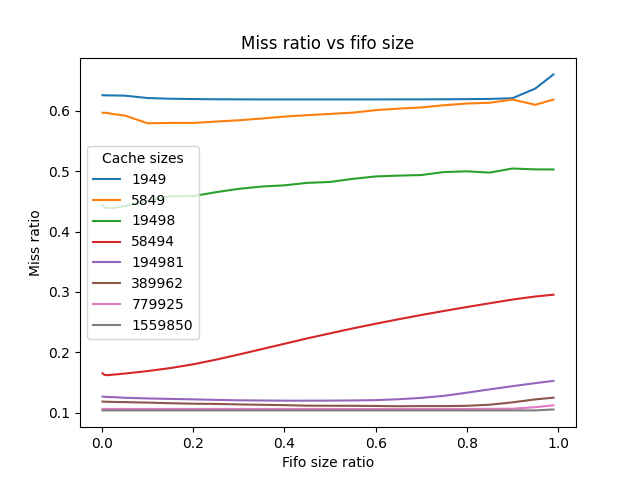 Miss ratio vs fifo size
0.6
0.5
0.4
0.3
0.2
0.1
Miss ratio
Cache sizes
1949
5849
19498
58494
194981
389962
779925
1559850
0.0 0.2 0.4 0.6 0.8 1.0
Fifo size ratio